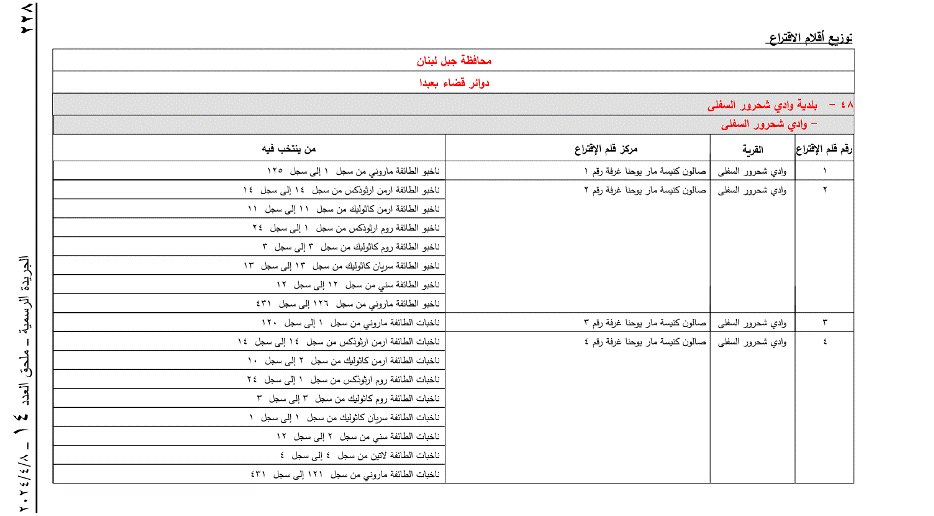 ٢٢٨
توزيع أقلام الاقتراع
محافظة جبل لبنان
دوائر قضاء بعبدا
٤٨ - بلدية وادي شحرور السفلى
- وادي شحرور السفلى
رقم قلم الإقتراع القرية مركز قلم الإقتراع من ينتخب فيه
١ وادي شحرور السفلى صالون كنيسة مار يوحنا غرفة رقم ١ ناخبو الطائفة ماروني من سجل ١ إلى سجل ١٢٥
٢ وادي شحرور السفلى صالون كنيسة مار يوحنا غرفة رقم ٢ ناخبو الطائفة ارمن ارثوذكس من سجل ١٤ إلى سجل ١٤
ناخبو الطائفة ارمن كاثوليك من سجل ١١ إلى سجل ١١
ناخبو الطائفة روم ارثوذكس من سجل ١ إلى سجل ٢٤
ناخبو الطائفة روم كاثوليك من سجل ٣ إلى سجل ٣
ناخبو الطائفة سريان كاثوليك من سجل ١٣ إلى سجل ١٣
ناخبو الطائفة سني من سجل ١٢ إلى سجل ١٢
ناخبو الطائفة ماروني من سجل ١٢٦ إلى سجل ٤٣١
٣ وادي شحرور السفلى صالون كنيسة مار يوحنا غرفة رقم ٣ ناخبات الطائفة ماروني من سجل ١ إلى سجل ١٢٠
٤ وادي شحرور السفلى صالون كنيسة مار يوحنا غرفة رقم ٤ ناخبات الطائفة ارمن ارثوذكس من سجل ١٤ إلى سجل ١٤
ناخبات الطائفة ارمن كاثوليك من سجل ٢ إلى سجل ١٠
ناخبات الطائفة روم ارثوذكس من سجل ١ إلى سجل ٢٤
ناخبات الطائفة روم كاثوليك من سجل ٣ إلى سجل ٣
ناخبات الطائفة سريان كاثوليك من سجل ١ إلى سجل ١
ناخبات الطائفة سني من سجل ٢ إلى سجل ١٢
ناخبات الطائفة لاتين من سجل ٤ إلى سجل ٤
ناخبات الطائفة ماروني من سجل ١٢١ إلى سجل ٤٣١
الجريدة الرسمية – ملحق العدد ١٤ – ٢٠٢٤/٤/٨